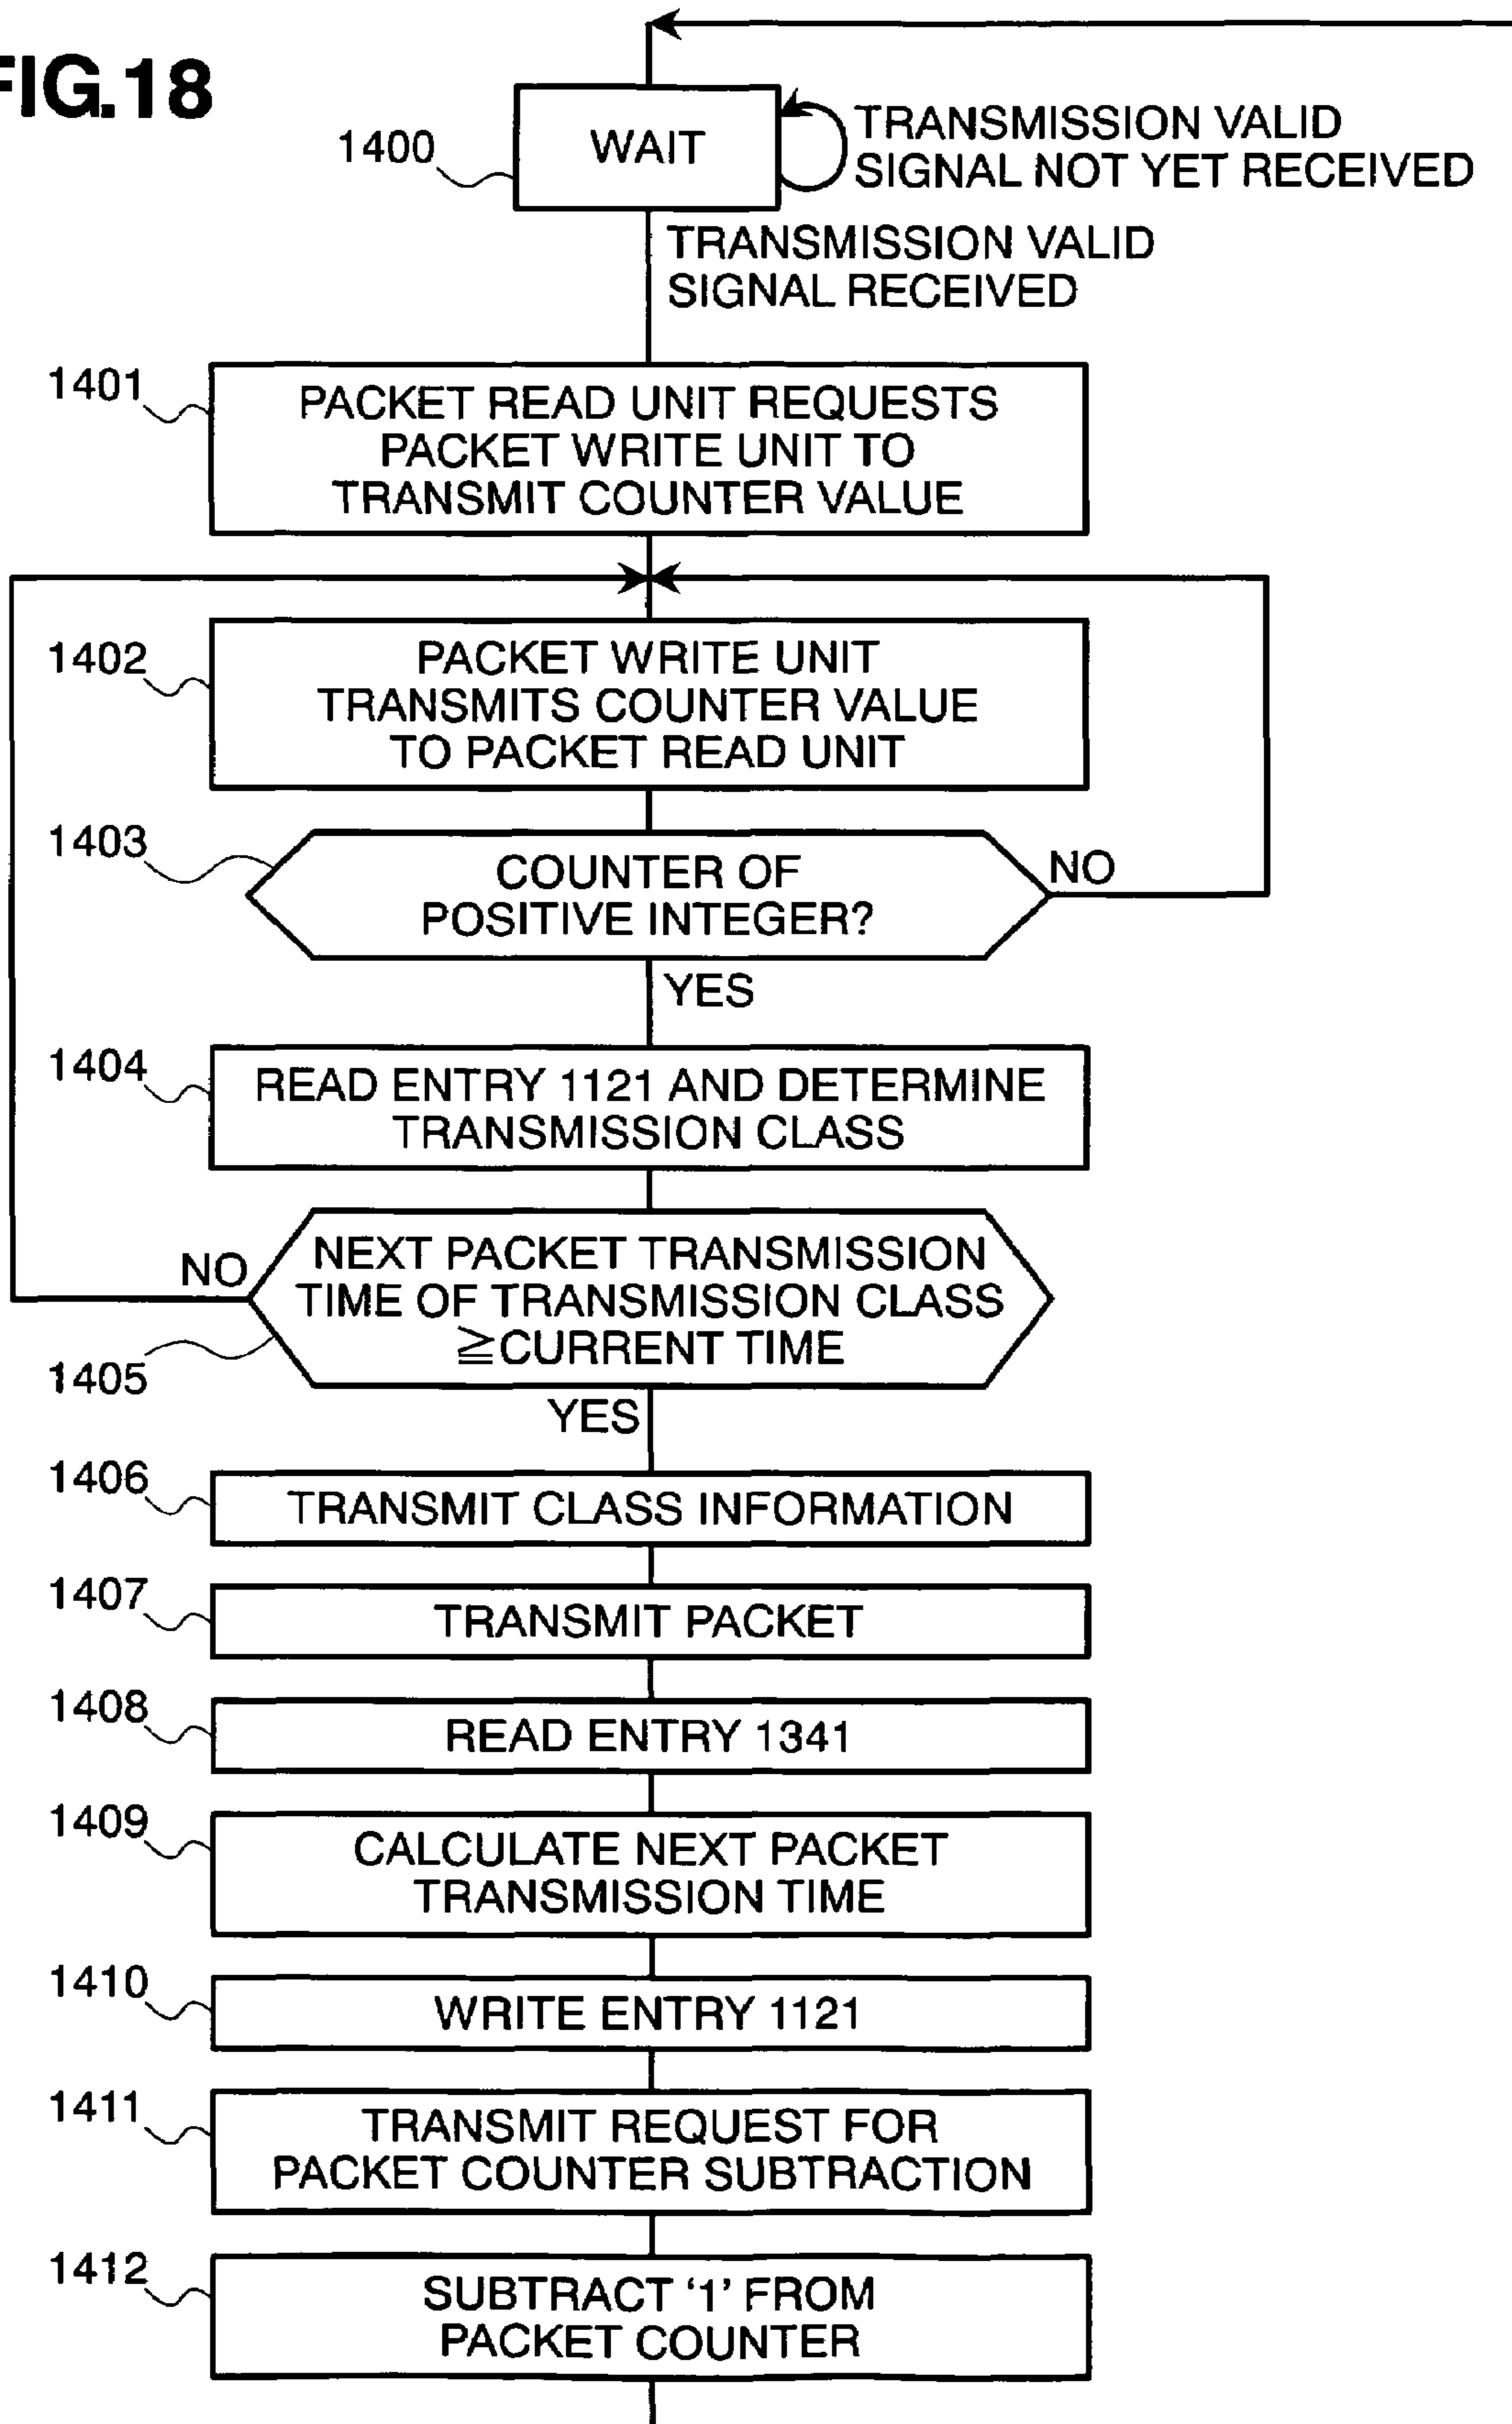 FIG.18
1400
WAIT
TRANSMISSION VALID
SIGNAL NOT YET RECEIVED
TRANSMISSION VALID
SIGNAL RECEIVED
1401
PACKET READ UNIT REQUESTS
PACKET WRITE UNIT TO
TRANSMIT COUNTER VALUE
1402
PACKET WRITE UNIT
TRANSMITS COUNTER VALUE
TO PACKET READ UNIT
1403
COUNTER OF
POSITIVE INTEGER?
NO
YES
1404
READ ENTRY 1121 AND DETERMINE
TRANSMISSION CLASS
NO
NEXT PACKET TRANSMISSION
TIME OF TRANSMISSION CLASS
≧CURRENT TIME
1405
YES
1406
TRANSMIT CLASS INFORMATION
1407
TRANSMIT PACKET
1408
READ ENTRY 1341
1409
CALCULATE NEXT PACKET
TRANSMISSION TIME
1410
WRITE ENTRY 1121
1411
TRANSMIT REQUEST FOR
PACKET COUNTER SUBTRACTION
1412
SUBTRACT ‘1’ FROM
PACKET COUNTER